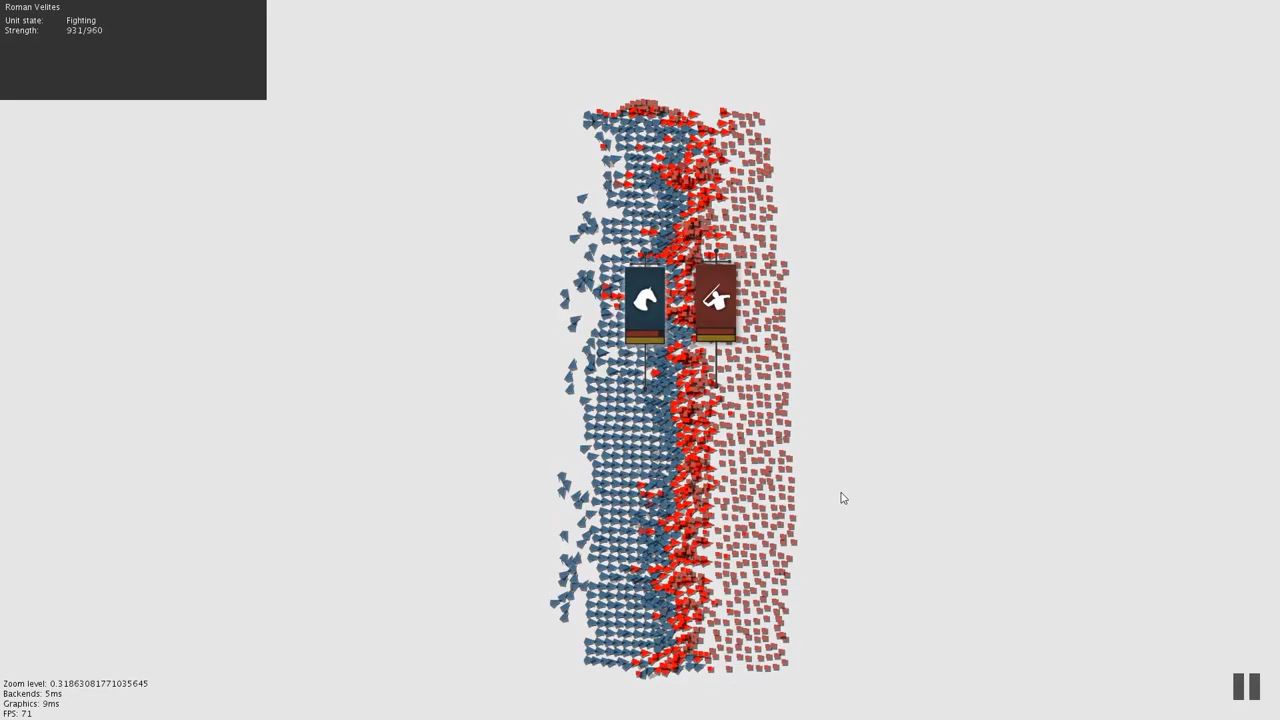 Roman Velites
Unit state: Fighting
Strength: 931/960
Zoom level: 0.31863081771035645
Backends: 5ms
Graphics: 9ms
FPS: 71